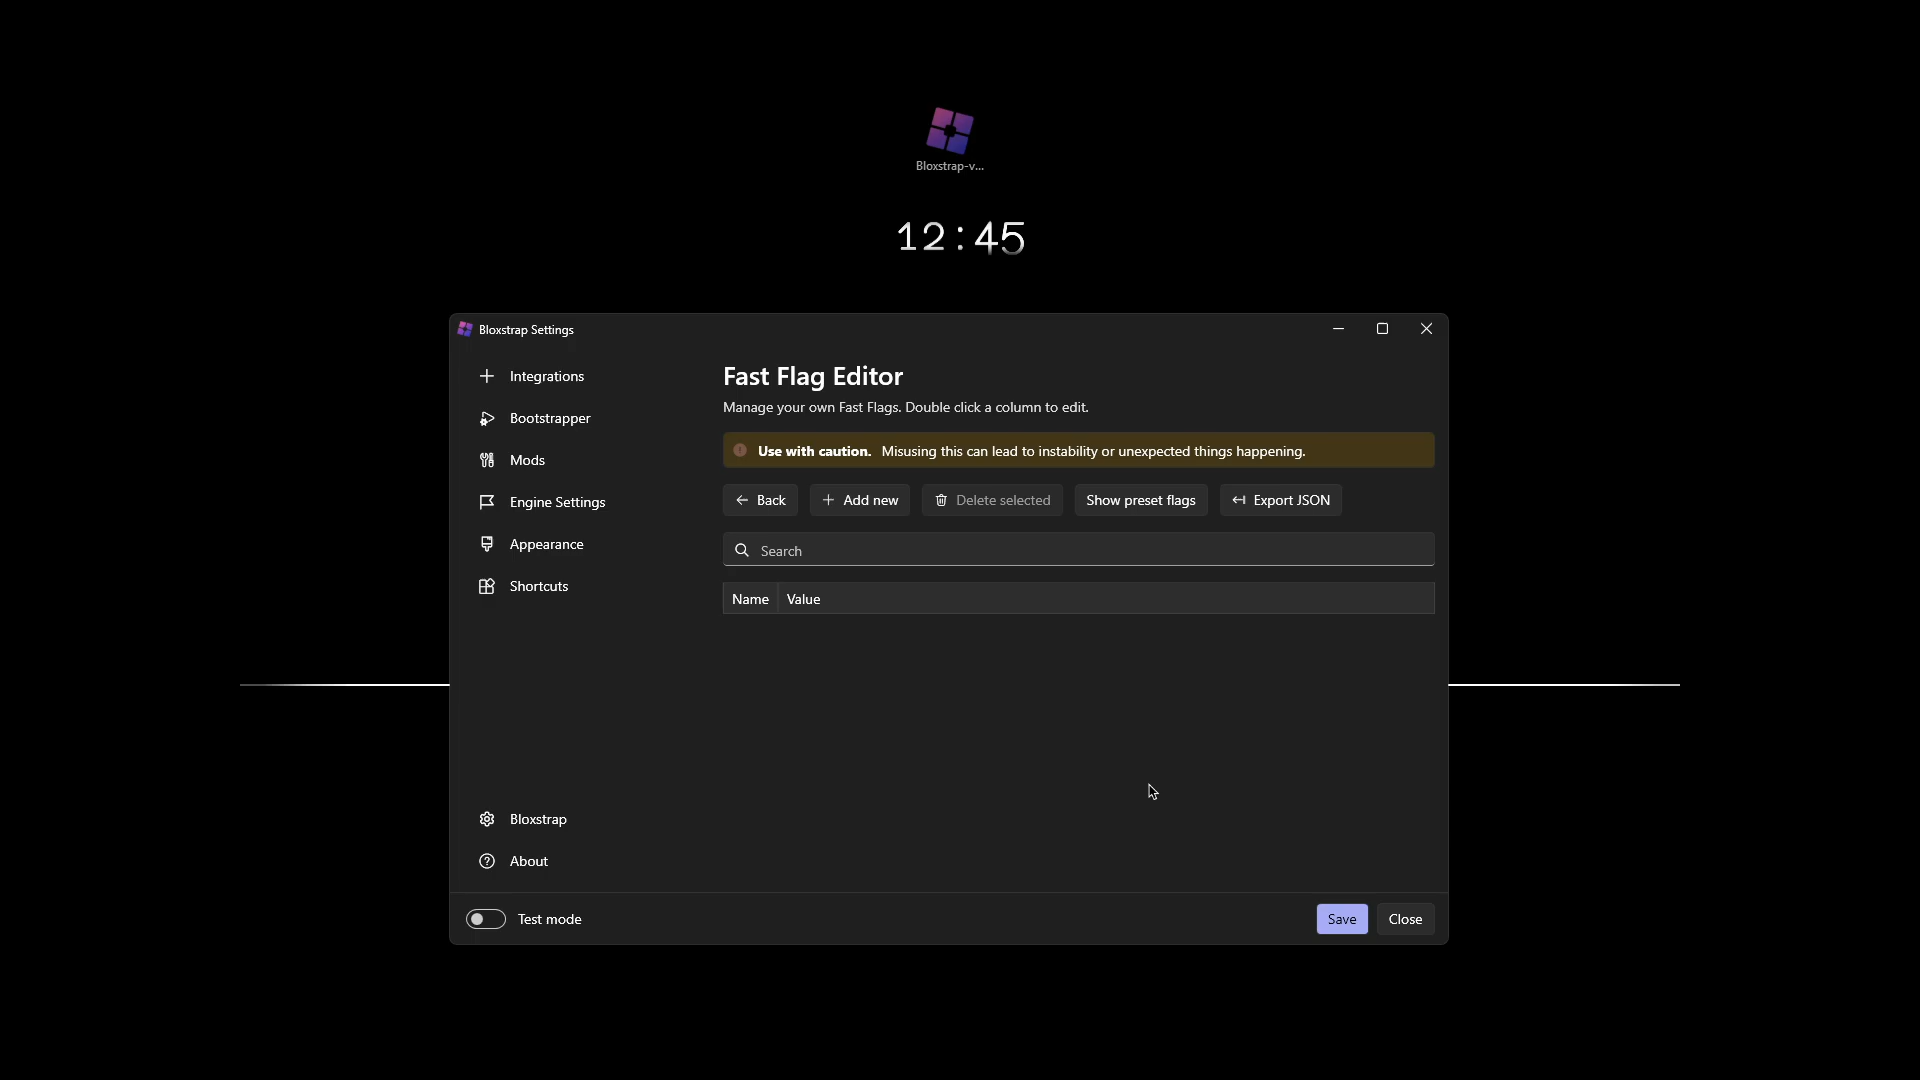 Bloxstrap-v...
12:45
Bloxstrap Settings
Integrations
Bootstrapper
Mods
Engine Settings
Appearance
Shortcuts
Bloxstrap
About
Fast Flag Editor
Manage your own Fast Flags. Double click a column to edit.
Use with caution. Misusing this can lead to instability or unexpected things happening.
Back Add new Delete selected Show preset flags Export JSON
Search
Name Value
Test mode Save Close